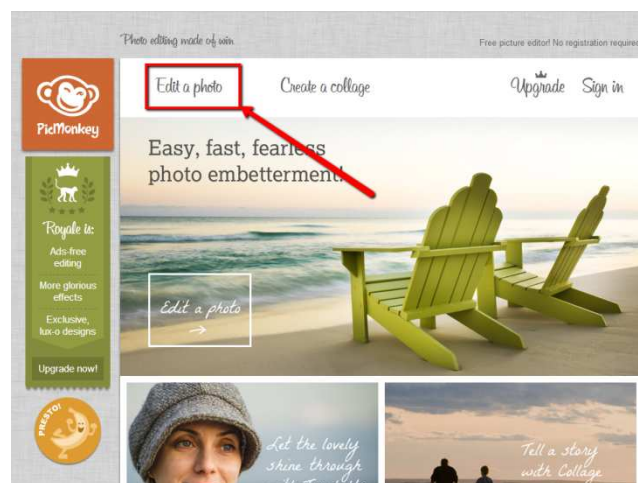 Photo editing made of win
Free picture editor! No registration required
Edit a photo
Create a collage
Upgrade
Sign in
PicMonkey
Easy, fast, fearless
photo embetterment!
Royale is:
Ads-free
editing
More glorious
effects
Exclusive,
lux-o designs
Upgrade now!
Edit a photo
PRESTO!
Let the lovely
shine through
Tell a story
with Collage